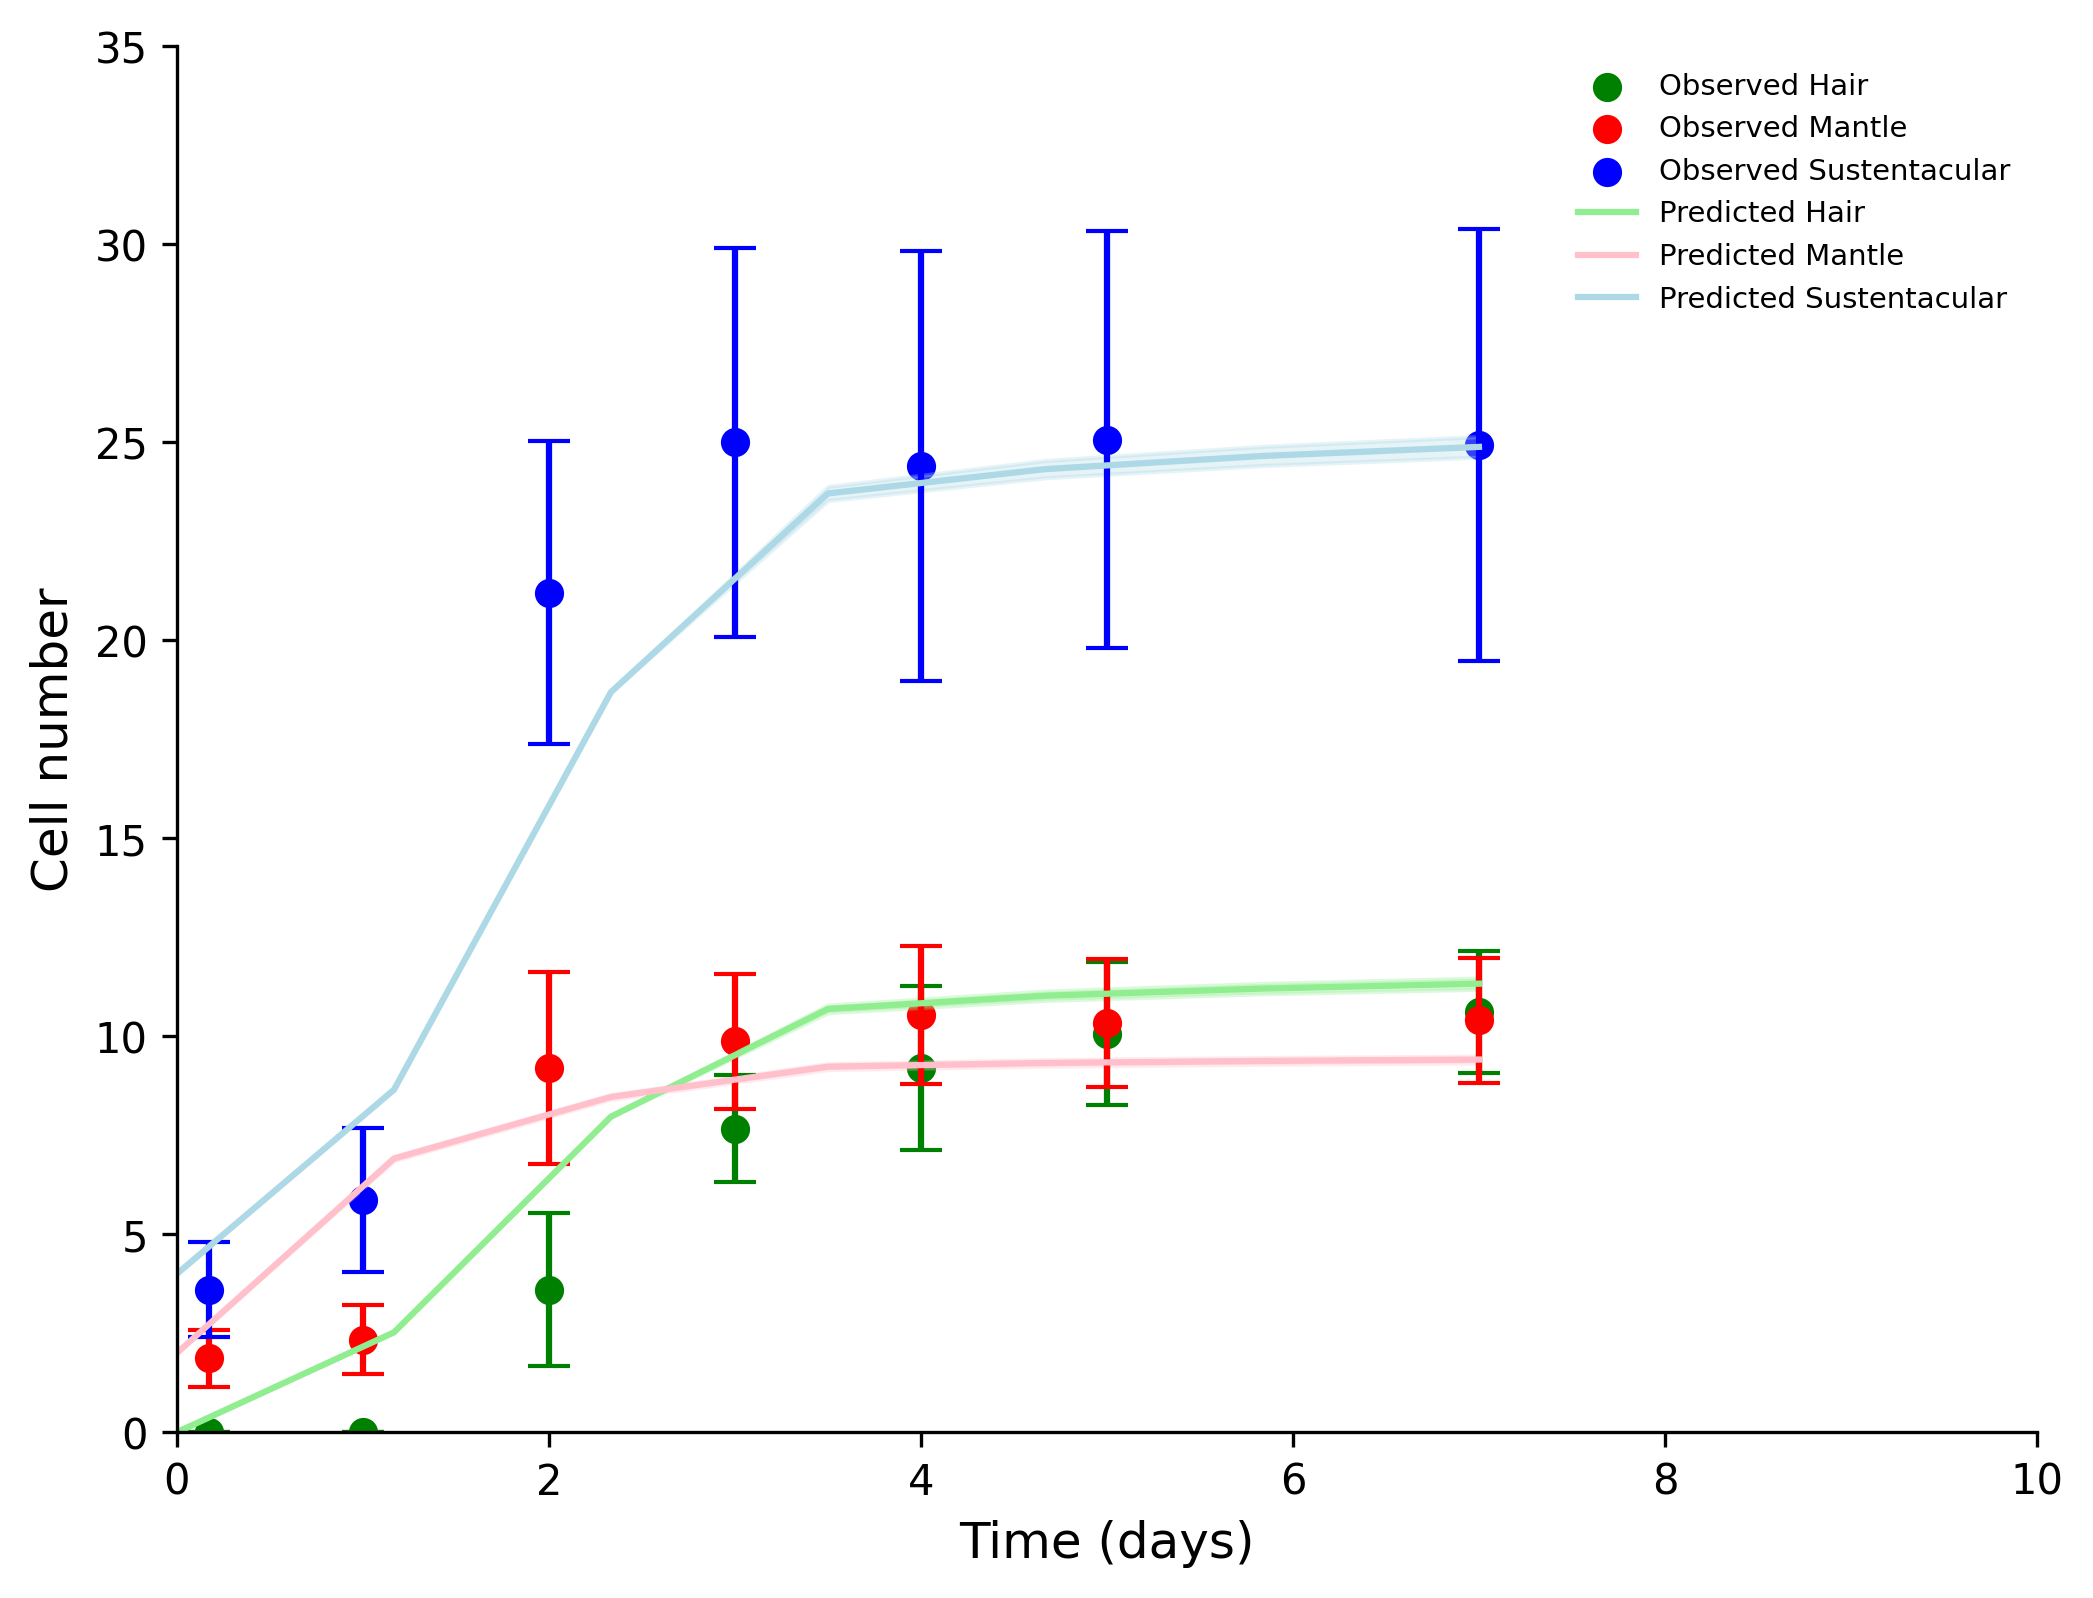 35
30
25
20
15
10
5
0
Cell number
0 2 4 6 8 10
Time (days)
Observed Hair
Observed Mantle
Observed Sustentacular
Predicted Hair
Predicted Mantle
Predicted Sustentacular